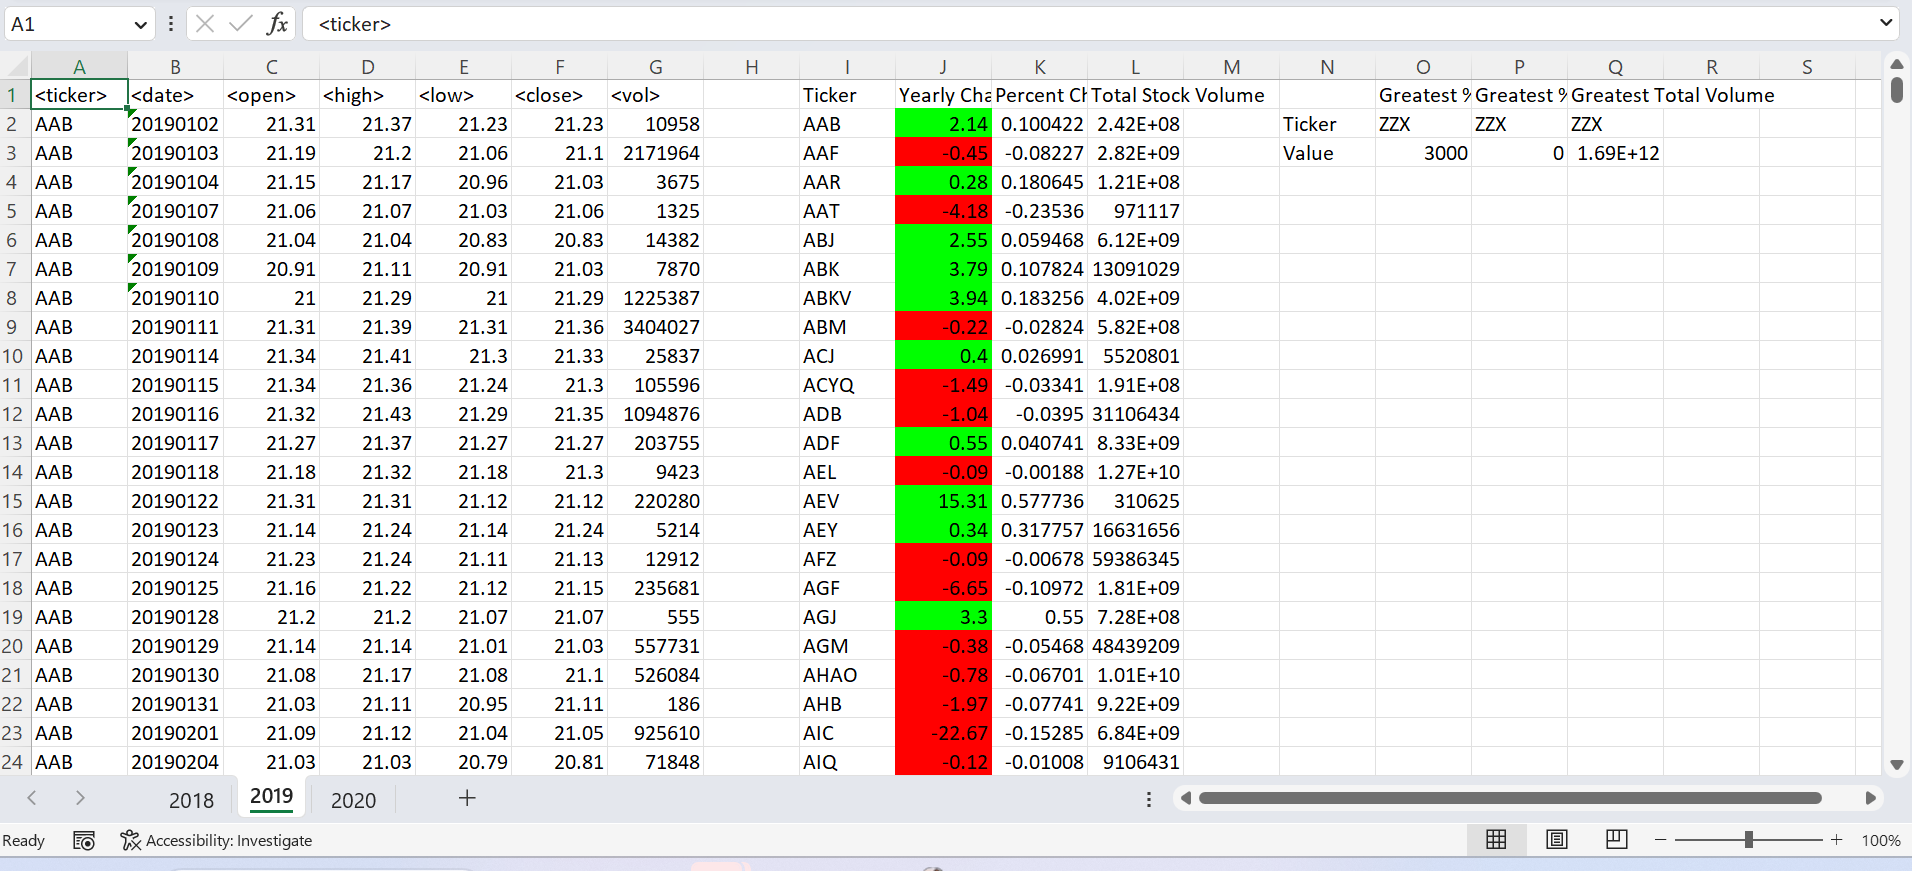 A1 fx <ticker>
A B C D E F G H I J K L M N O P Q R S
1 <ticker> <date> <open> <high> <low> <close> <vol> Ticker Yearly Cha Percent Ch Total Stock Volume Greatest % Greatest % Greatest Total Volume
2 AAB 20190102 21.31 21.37 21.23 21.23 10958 AAB 2.14 0.100422 2.42E+08 Ticker ZZX ZZX ZZX
3 AAB 20190103 21.19 21.2 21.06 21.1 2171964 AAF -0.45 -0.08227 2.82E+09 Value 3000 0 1.69E+12
4 AAB 20190104 21.15 21.17 20.96 21.03 3675 AAR 0.28 0.180645 1.21E+08
5 AAB 20190107 21.06 21.07 21.03 21.06 1325 AAT -4.18 -0.23536 971117
6 AAB 20190108 21.04 21.04 20.83 20.83 14382 ABJ 2.55 0.059468 6.12E+09
7 AAB 20190109 20.91 21.11 20.91 21.03 7870 ABK 3.79 0.107824 13091029
8 AAB 20190110 21 21.29 21 21.29 1225387 ABKV 3.94 0.183256 4.02E+09
9 AAB 20190111 21.31 21.39 21.31 21.36 3404027 ABM -0.22 -0.02824 5.82E+08
10 AAB 20190114 21.34 21.41 21.3 21.33 25837 ACJ 0.4 0.026991 5520801
11 AAB 20190115 21.34 21.36 21.24 21.3 105596 ACYQ -1.49 -0.03341 1.91E+08
12 AAB 20190116 21.32 21.43 21.29 21.35 1094876 ADB -1.04 -0.0395 31106434
13 AAB 20190117 21.27 21.37 21.27 21.27 203755 ADF 0.55 0.040741 8.33E+09
14 AAB 20190118 21.18 21.32 21.18 21.3 9423 AEL -0.09 -0.00188 1.27E+10
15 AAB 20190122 21.31 21.31 21.12 21.12 220280 AEV 15.31 0.577736 310625
16 AAB 20190123 21.14 21.24 21.14 21.24 5214 AEY 0.34 0.317757 16631656
17 AAB 20190124 21.23 21.24 21.11 21.13 12912 AFZ -0.09 -0.00678 59386345
18 AAB 20190125 21.16 21.22 21.12 21.15 235681 AGF -6.65 -0.10972 1.81E+09
19 AAB 20190128 21.2 21.2 21.07 21.07 555 AGJ 3.3 0.55 7.28E+08
20 AAB 20190129 21.14 21.14 21.01 21.03 557731 AGM -0.38 -0.05468 48439209
21 AAB 20190130 21.08 21.17 21.08 21.1 526084 AHAO -0.78 -0.06701 1.01E+10
22 AAB 20190131 21.03 21.11 20.95 21.11 186 AHB -1.97 -0.07741 9.22E+09
23 AAB 20190201 21.09 21.12 21.04 21.05 925610 AIC -22.67 -0.15285 6.84E+09
24 AAB 20190204 21.03 21.03 20.79 20.81 71848 AIQ -0.12 -0.01008 9106431
2018 2019 2020 +
Ready Accessibility: Investigate 100%